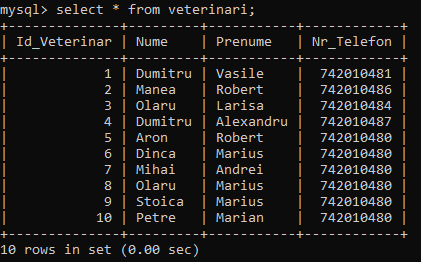 mysql> select * from veterinari;
+--------------+---------+-----------+------------+
| Id_Veterinar | Nume    | Prenume   | Nr_Telefon |
+--------------+---------+-----------+------------+
|            1 | Dumitru | Vasile    |  742010481 |
|            2 | Manea   | Robert    |  742010486 |
|            3 | Olaru   | Larisa    |  742010484 |
|            4 | Dumitru | Alexandru |  742010487 |
|            5 | Aron    | Robert    |  742010480 |
|            6 | Dinca   | Marius    |  742010480 |
|            7 | Mihai   | Andrei    |  742010480 |
|            8 | Olaru   | Marius    |  742010480 |
|            9 | Stoica  | Marius    |  742010480 |
|           10 | Petre   | Marian    |  742010480 |
+--------------+---------+-----------+------------+
10 rows in set (0.00 sec)